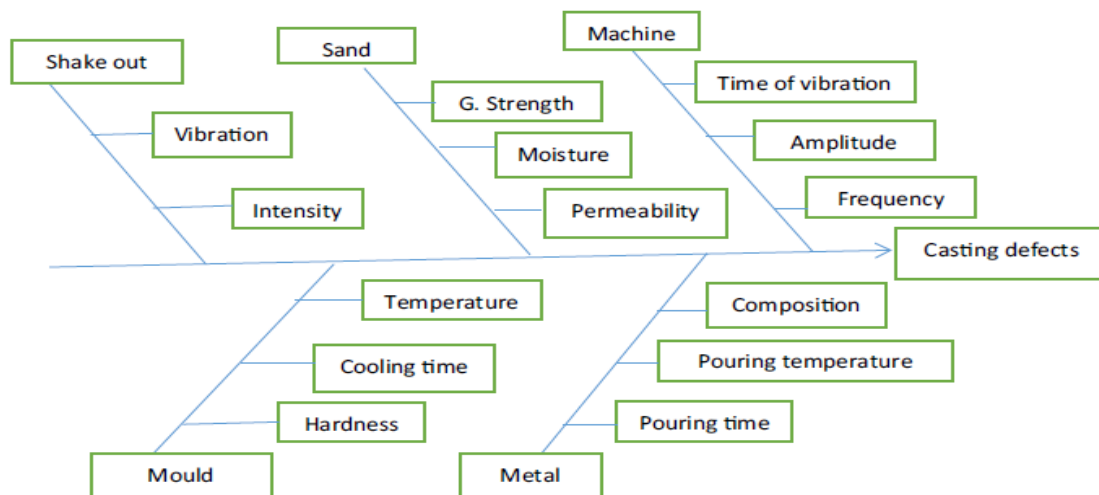 Shake out
Vibration
Intensity
Sand
G. Strength
Moisture
Permeability
Machine
Time of vibration
Amplitude
Frequency
Casting defects
Temperature
Cooling time
Hardness
Mould
Composition
Pouring temperature
Pouring time
Metal